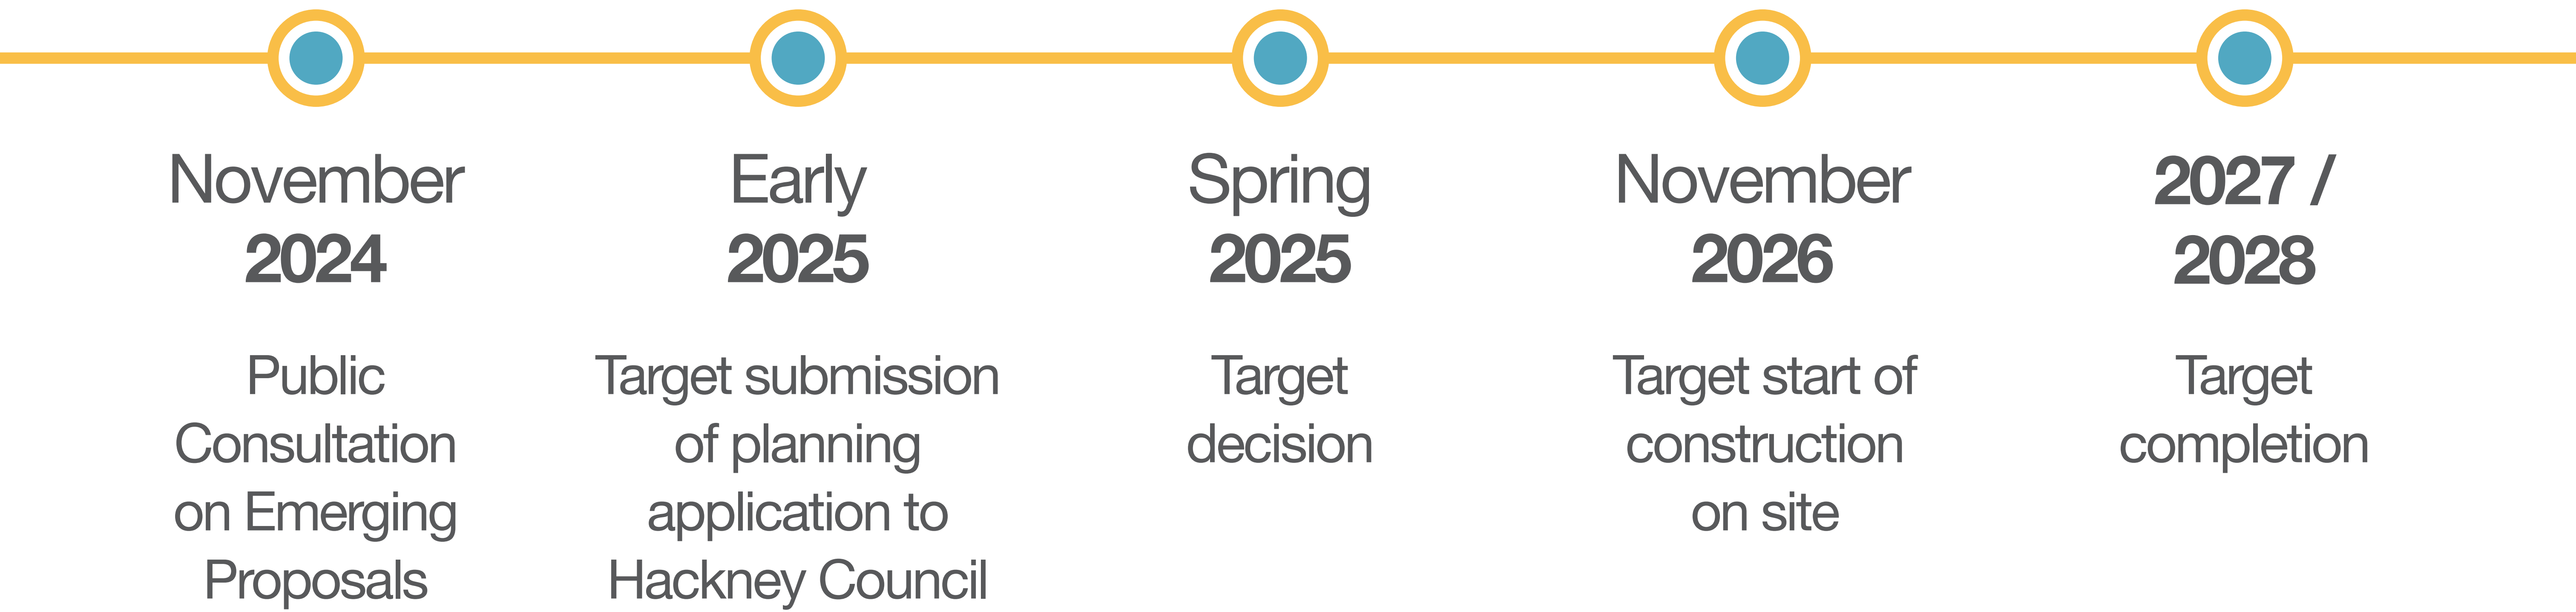 November
2024
Public
Consultation
on Emerging
Proposals
Early
2025
Target submission
of planning
application to
Hackney Council
Spring
2025
Target
decision
November
2026
Target start of
construction
on site
2027 /
2028
Target
completion